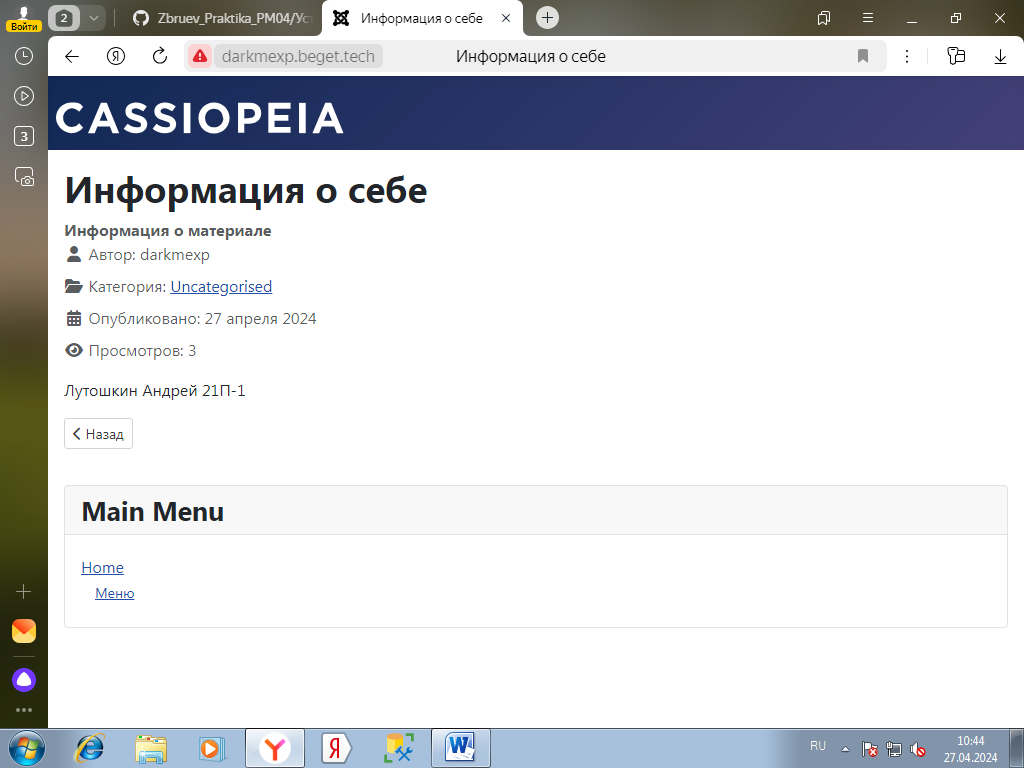 Войти
2
Zbruev_Praktika_PM04/Уст
Информация о себе
darkmexp.beget.tech
Информация о себе
3
CASSIOPEIA
Информация о себе
Информация о материале
Автор: darkmexp
Категория: Uncategorised
Опубликовано: 27 апреля 2024
Просмотров: 3
Лутошкин Андрей 21П-1
Назад
Main Menu
Home
Меню
RU
10:44
27.04.2024